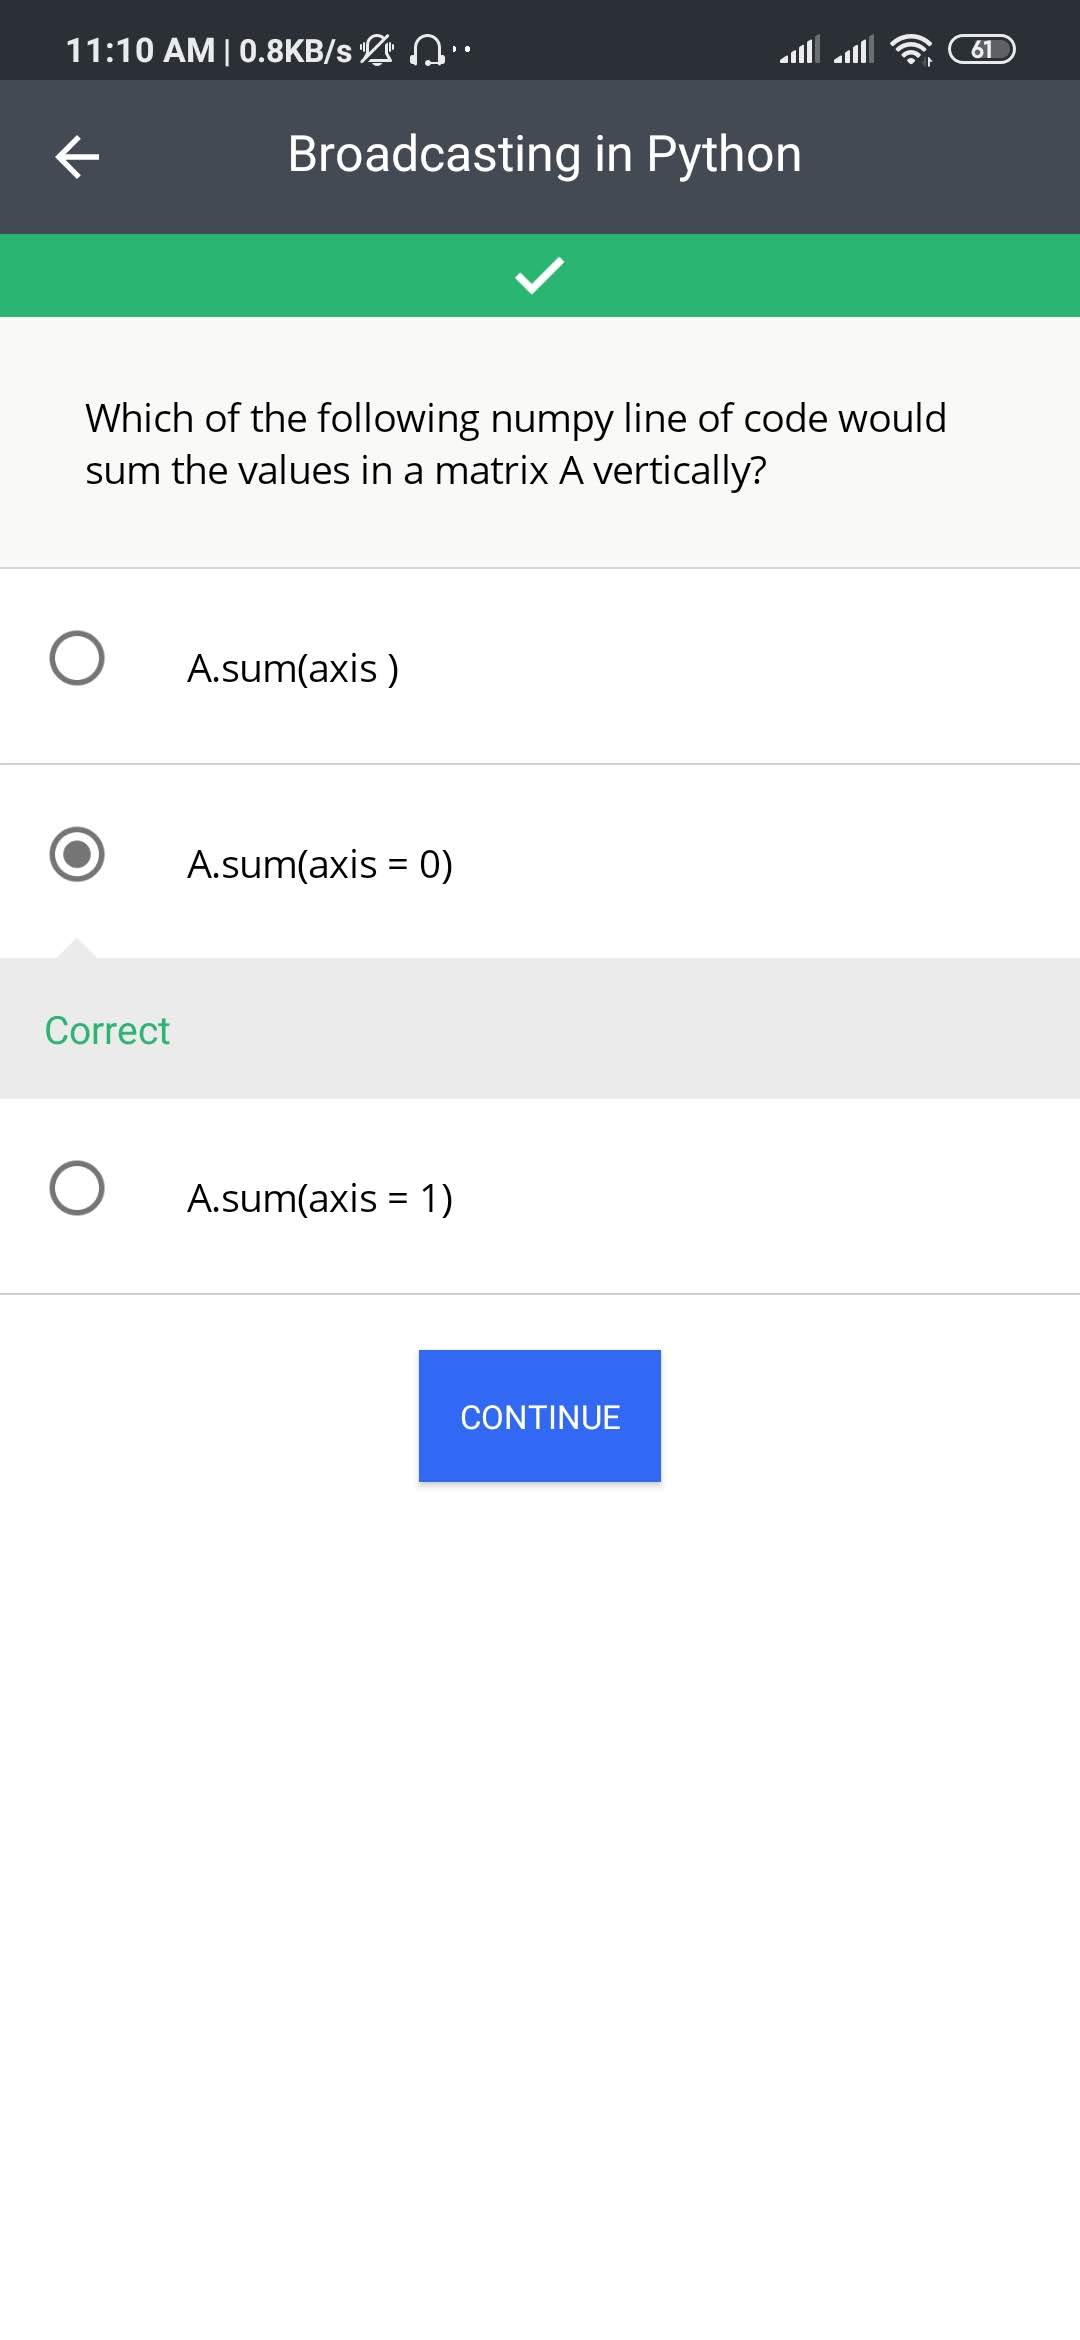 11:10 AM | 0.8KB/s
61
Broadcasting in Python
Which of the following numpy line of code would
sum the values in a matrix A vertically?
A.sum(axis )
A.sum(axis = 0)
Correct
A.sum(axis = 1)
CONTINUE